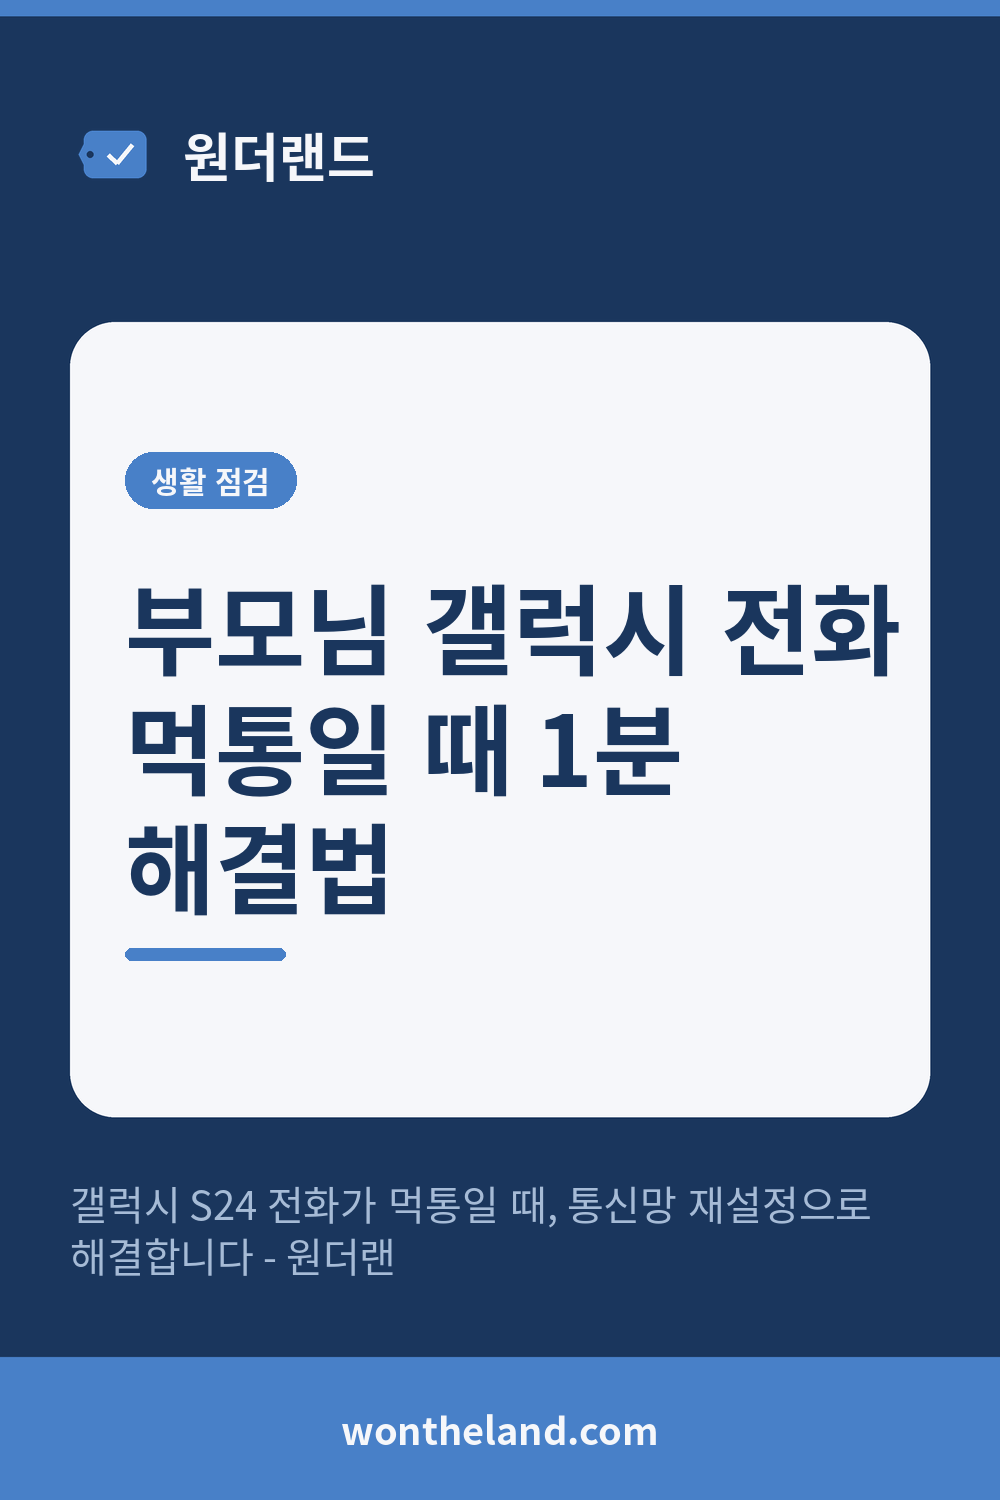 원더랜드
생활 점검
부모님 갤럭시 전화
먹통일 때 1분
해결법
갤럭시 S24 전화가 먹통일 때, 통신망 재설정으로
해결합니다 - 원더랜
wontheland.com